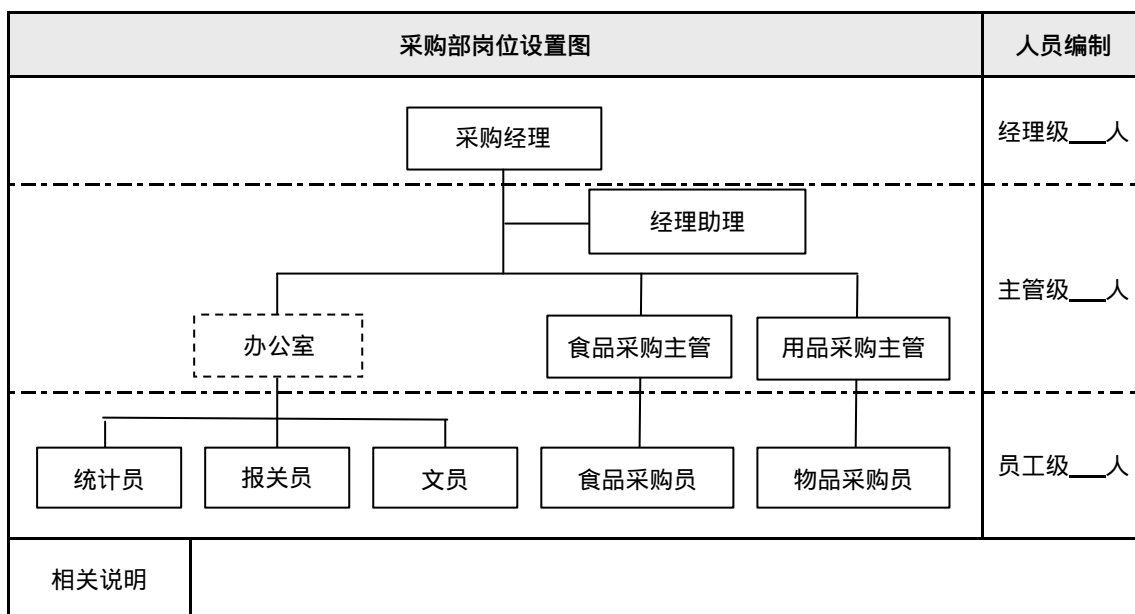 采购部岗位设置图
人员编制
采购经理
经理级___人
经理助理
主管级___人
办公室
食品采购主管
用品采购主管
统计员
报关员
文员
食品采购员
物品采购员
员工级___人
相关说明